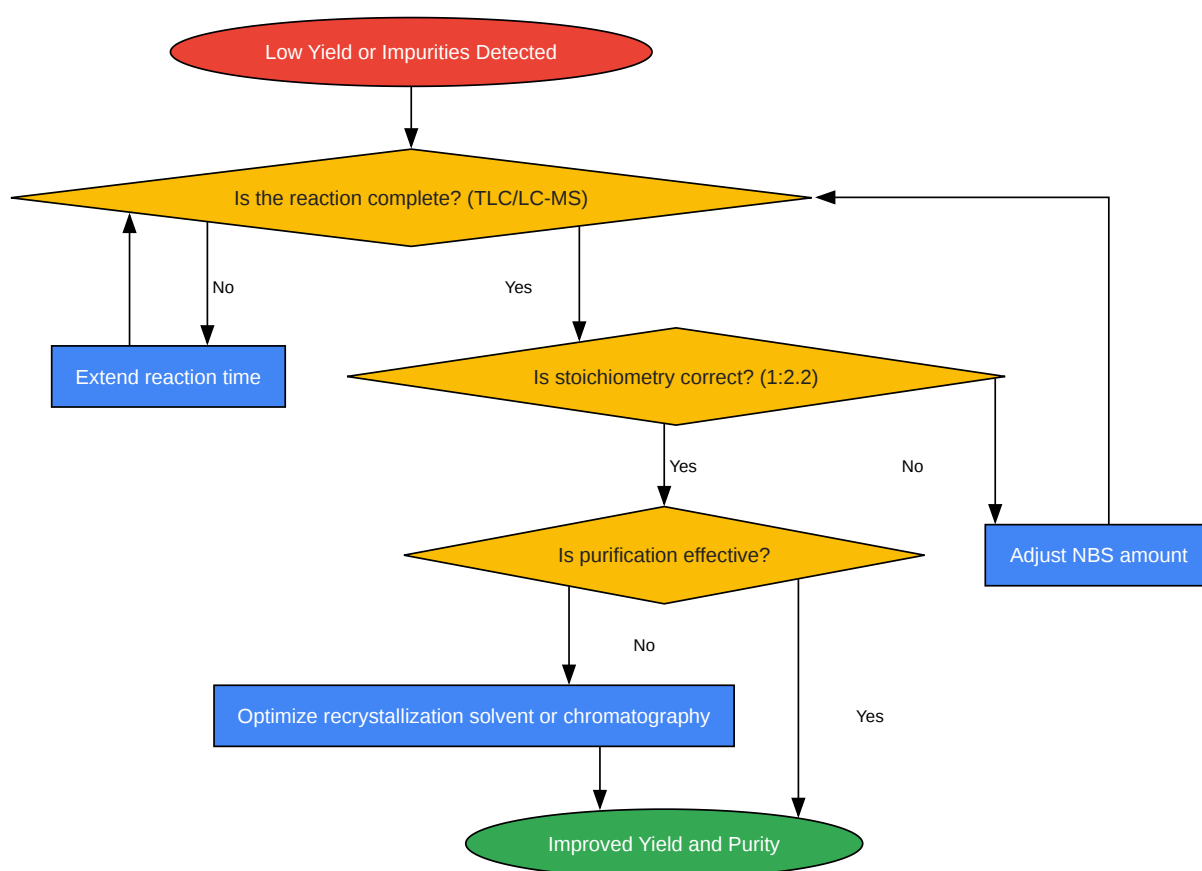 Low Yield or Impurities Detected
Is the reaction complete? (TLC/LC-MS)
No
Yes
Extend reaction time
Is stoichiometry correct? (1:2.2)
Yes
No
Is purification effective?
Adjust NBS amount
No
Optimize recrystallization solvent or chromatography
Yes
Improved Yield and Purity